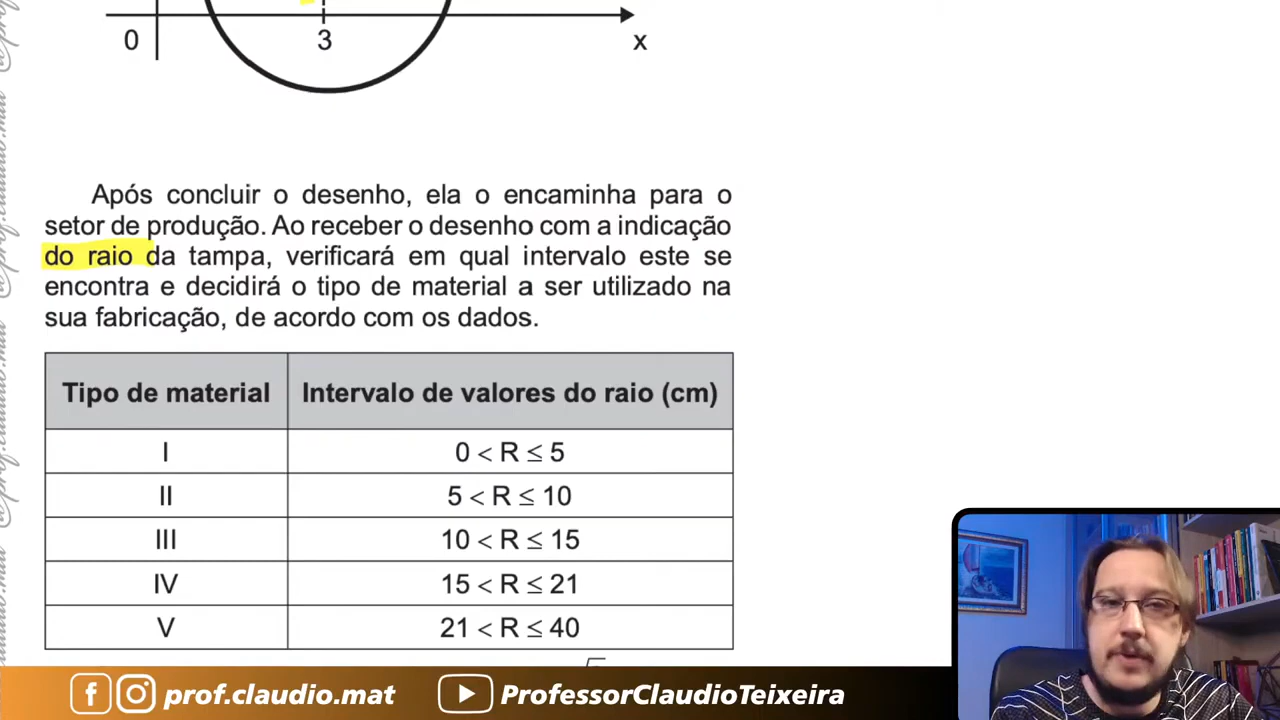 0
3
x
Após concluir o desenho, ela o encaminha para o
setor de produção. Ao receber o desenho com a indicação
do raio da tampa, verificará em qual intervalo este se
encontra e decidirá o tipo de material a ser utilizado na
sua fabricação, de acordo com os dados.
Tipo de material Intervalo de valores do raio (cm)
I 0 < R ≤ 5
II 5 < R ≤ 10
III 10 < R ≤ 15
IV 15 < R ≤ 21
V 21 < R ≤ 40
prof.claudio.mat ProfessorClaudioTeixeira